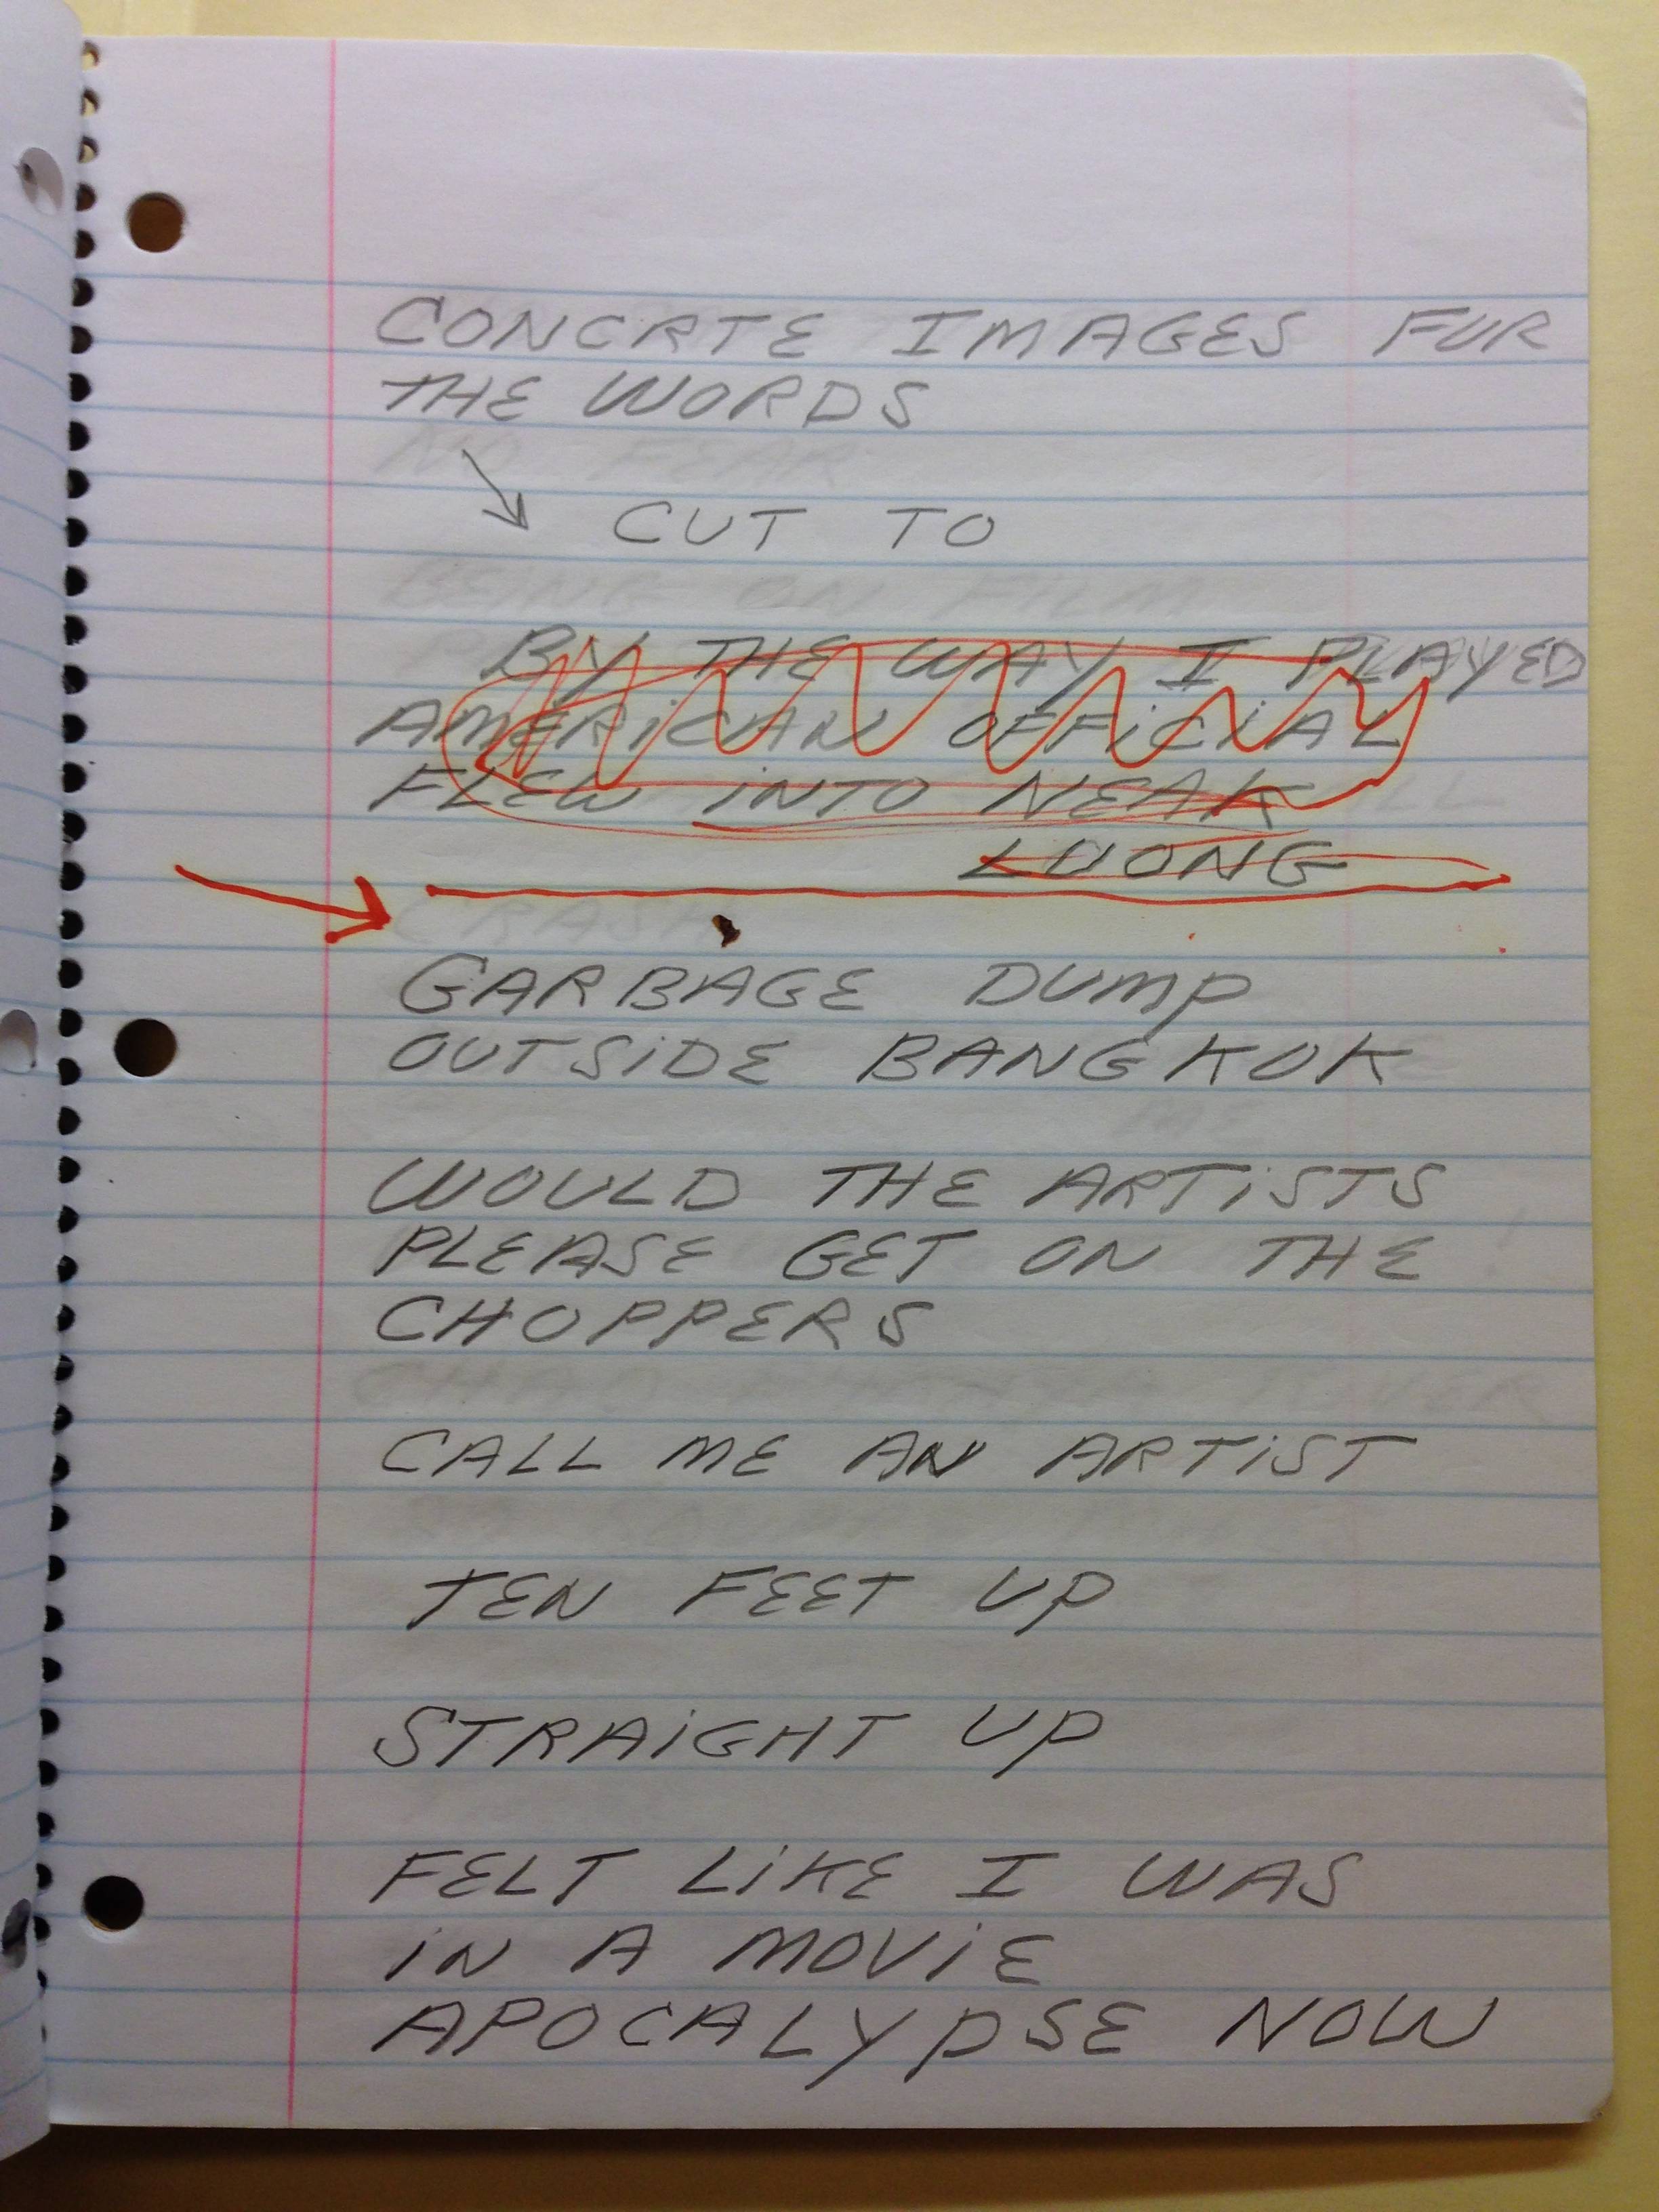 CONCRTE IMAGES FUR
THE WORDS
CUT TO
BY THE WAY I PLAYED
AMERICAN OFFICIAL
FLEW INTO NEAK
LUONG
GARBAGE DUMP
OUTSIDE BANGKOK
WOULD THE ARTISTS
PLEASE GET ON THE
CHOPPERS
CALL ME AN ARTIST
TEN FEET UP
STRAIGHT UP
FELT LIKE I WAS
IN A MOVIE
APOCALYPSE NOW